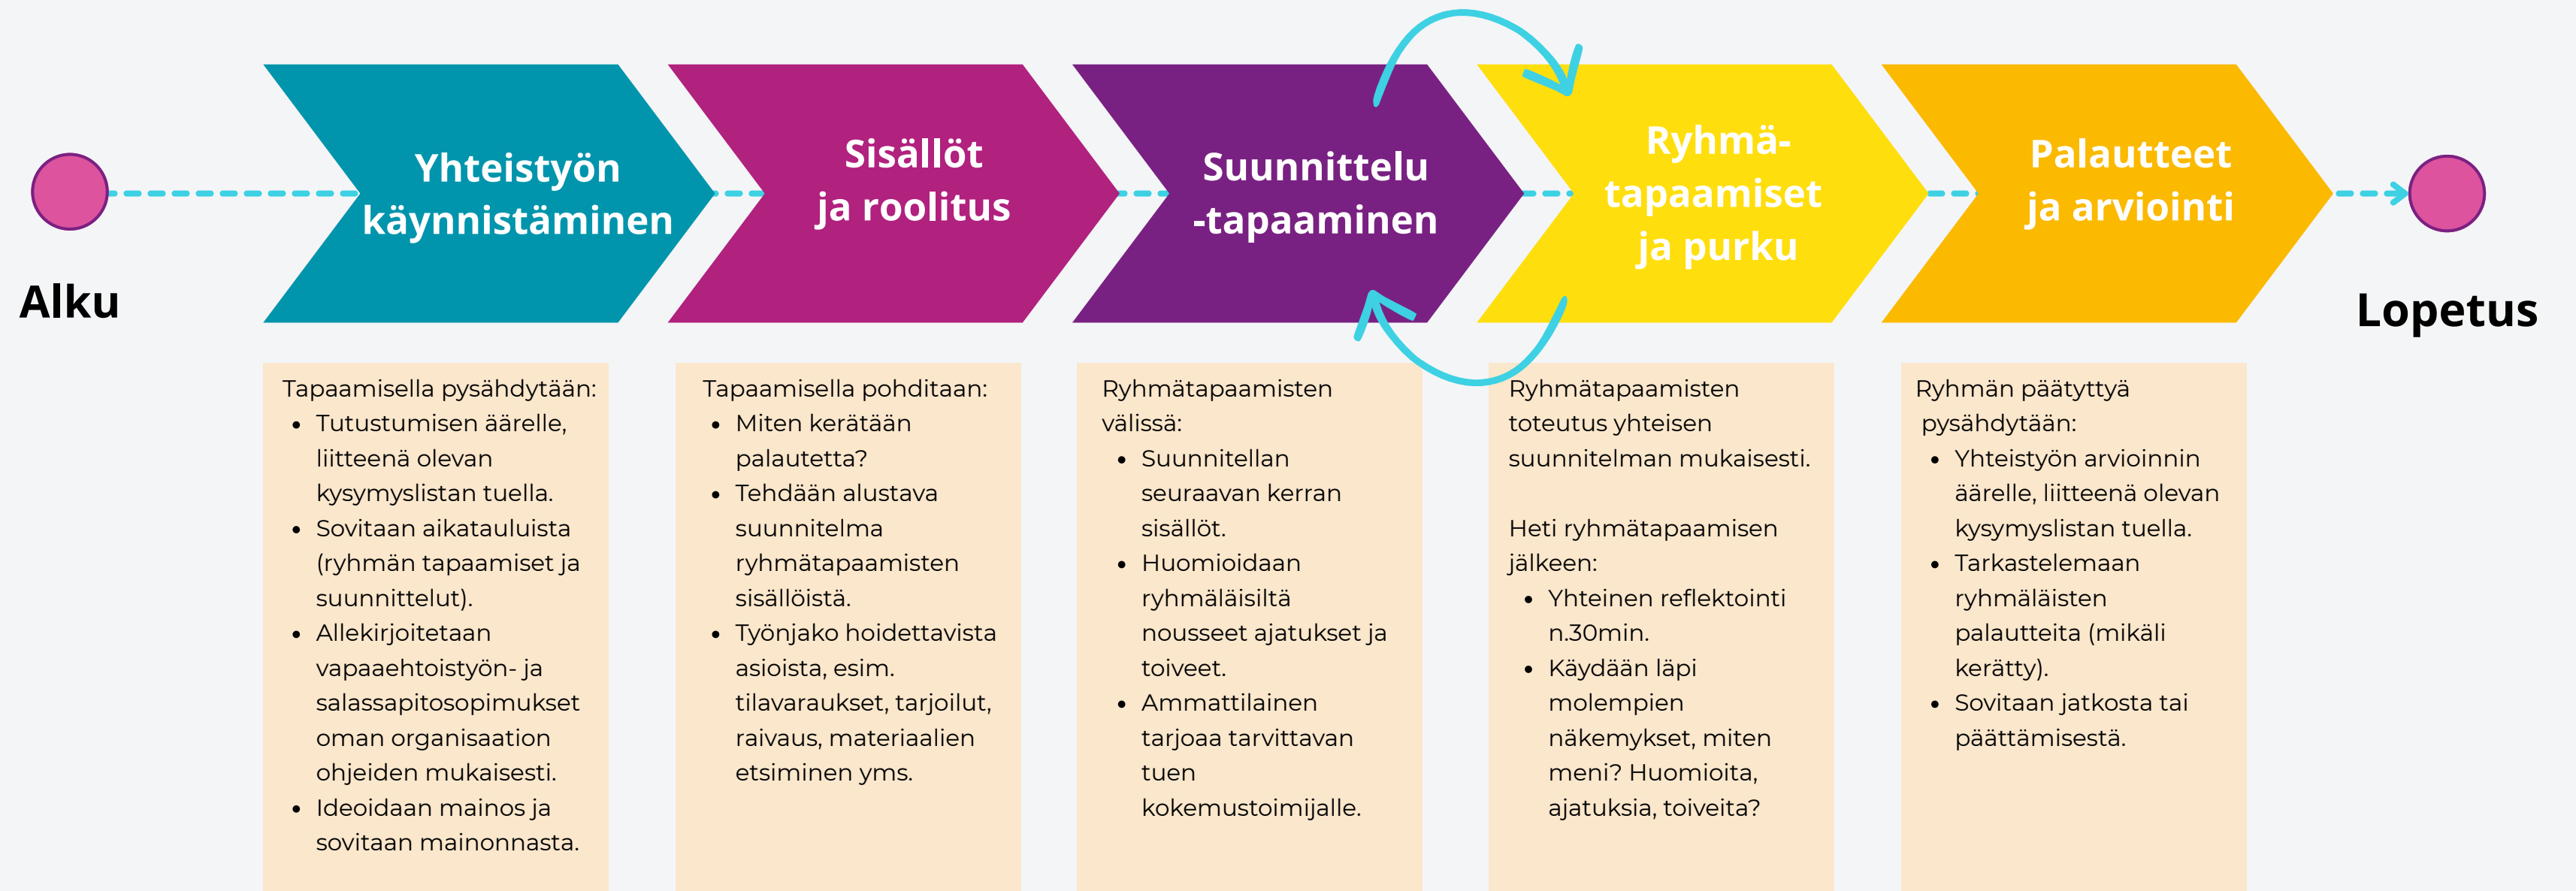 Alku
Yhteistyön
käynnistäminen
Sisällöt
ja roolitus
Suunnittelu
-tapaaminen
Ryhmä-
tapaamiset
ja purku
Palautteet
ja arviointi
Lopetus
Tapaamisella pysähdytään:
• Tutustumisen äärelle,
liitteenä olevan
kysymyslistan tuella.
• Sovitaan aikatauluista
(ryhmän tapaamiset ja
suunnittelut).
• Allekirjoitetaan
vapaaehtoistyön- ja
salassapitosopimukset
oman organisaation
ohjeiden mukaisesti.
• Ideoidaan mainos ja
sovitaan mainonnasta.
Tapaamisella pohditaan:
• Miten kerätään
palautetta?
• Tehdään alustava
suunnitelma
ryhmätapaamisten
sisällöistä.
• Työnjako hoidettavista
asioista, esim.
tilavaraukset, tarjoilut,
raivaus, materiaalien
etsiminen yms.
Ryhmätapaamisten
välissä:
• Suunnitellan
seuraavan kerran
sisällöt.
• Huomioidaan
ryhmäläisiltä
nousseet ajatukset ja
toiveet.
• Ammattilainen
tarjoaa tarvittavan
tuen
kokemustoimijalle.
Ryhmätapaamisten
toteutus yhteisen
suunnitelman mukaisesti.
Heti ryhmätapaamisen
jälkeen:
• Yhteinen reflektointi
n.30min.
• Käydään läpi
molempien
näkemykset, miten
meni? Huomioita,
ajatuksia, toiveita?
Ryhmän päätyttyä
pysähdytään:
• Yhteistyön arvioinnin
äärelle, liitteenä olevan
kysymyslistan tuella.
• Tarkastelemaan
ryhmäläisten
palautteita (mikäli
kerätty).
• Sovitaan jatkosta tai
päättämisestä.